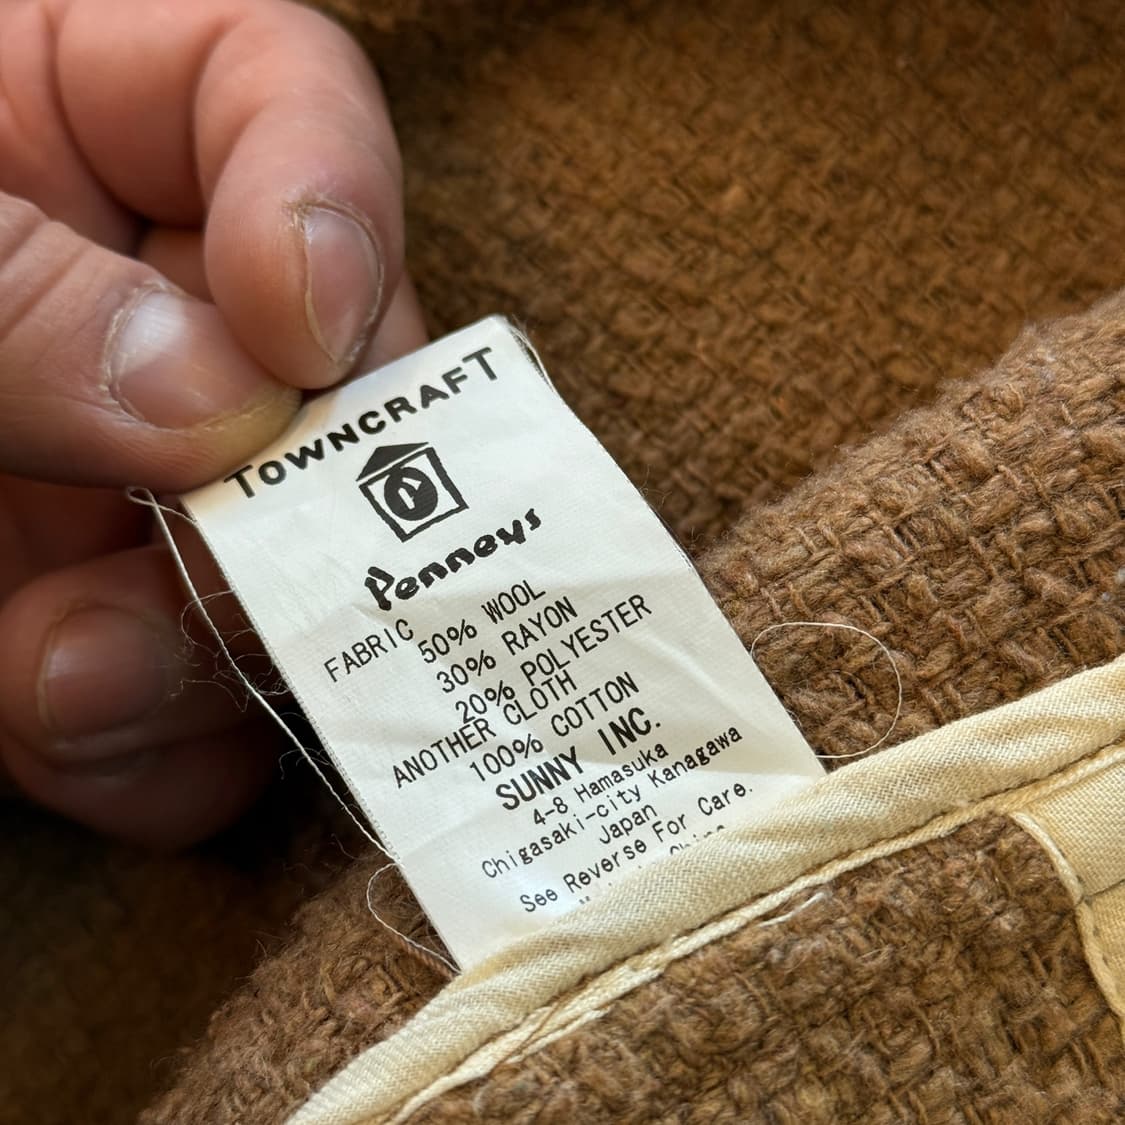 TOWNCRAFT
Penneys
FABRIC 50% WOOL
30% RAYON
20% POLYESTER
ANOTHER CLOTH
100% COTTON
SUNNY INC.
4-8 Hamasuka
Chigasaki-city Kanagawa
Japan
See Reverse For Care.